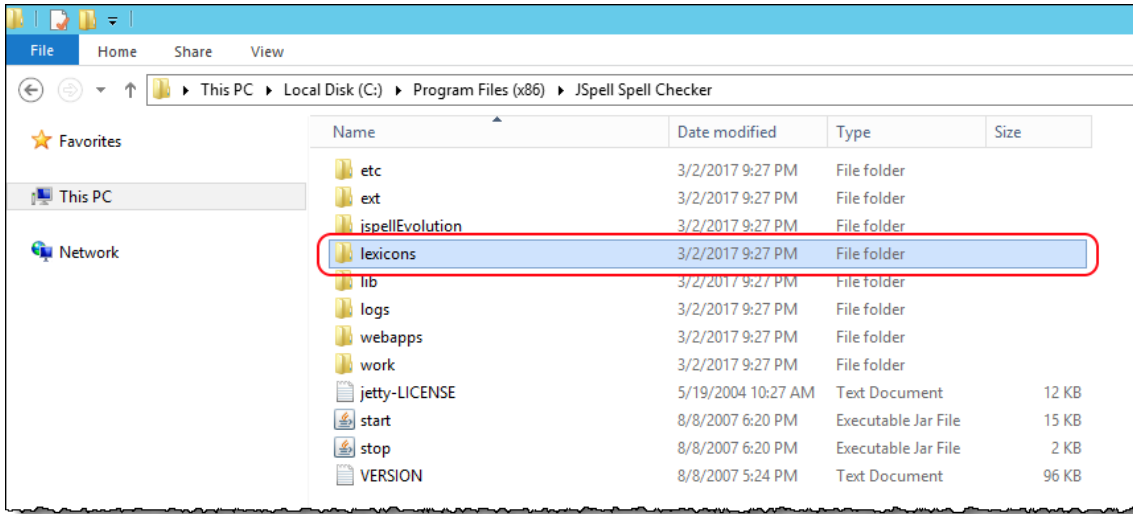 File Home Share View
This PC Local Disk (C:) Program Files (x86) JSpell Spell Checker
Favorites
This PC
Network
Name Date modified Type Size
etc 3/2/2017 9:27 PM File folder
ext 3/2/2017 9:27 PM File folder
jspellEvolution 3/2/2017 9:27 PM File folder
lexicons 3/2/2017 9:27 PM File folder
lib 3/2/2017 9:27 PM File folder
logs 3/2/2017 9:27 PM File folder
webapps 3/2/2017 9:27 PM File folder
work 3/2/2017 9:27 PM File folder
jetty-LICENSE 5/19/2004 10:27 AM Text Document 12 KB
start 8/8/2007 6:20 PM Executable Jar File 15 KB
stop 8/8/2007 6:20 PM Executable Jar File 2 KB
VERSION 8/8/2007 5:24 PM Text Document 96 KB